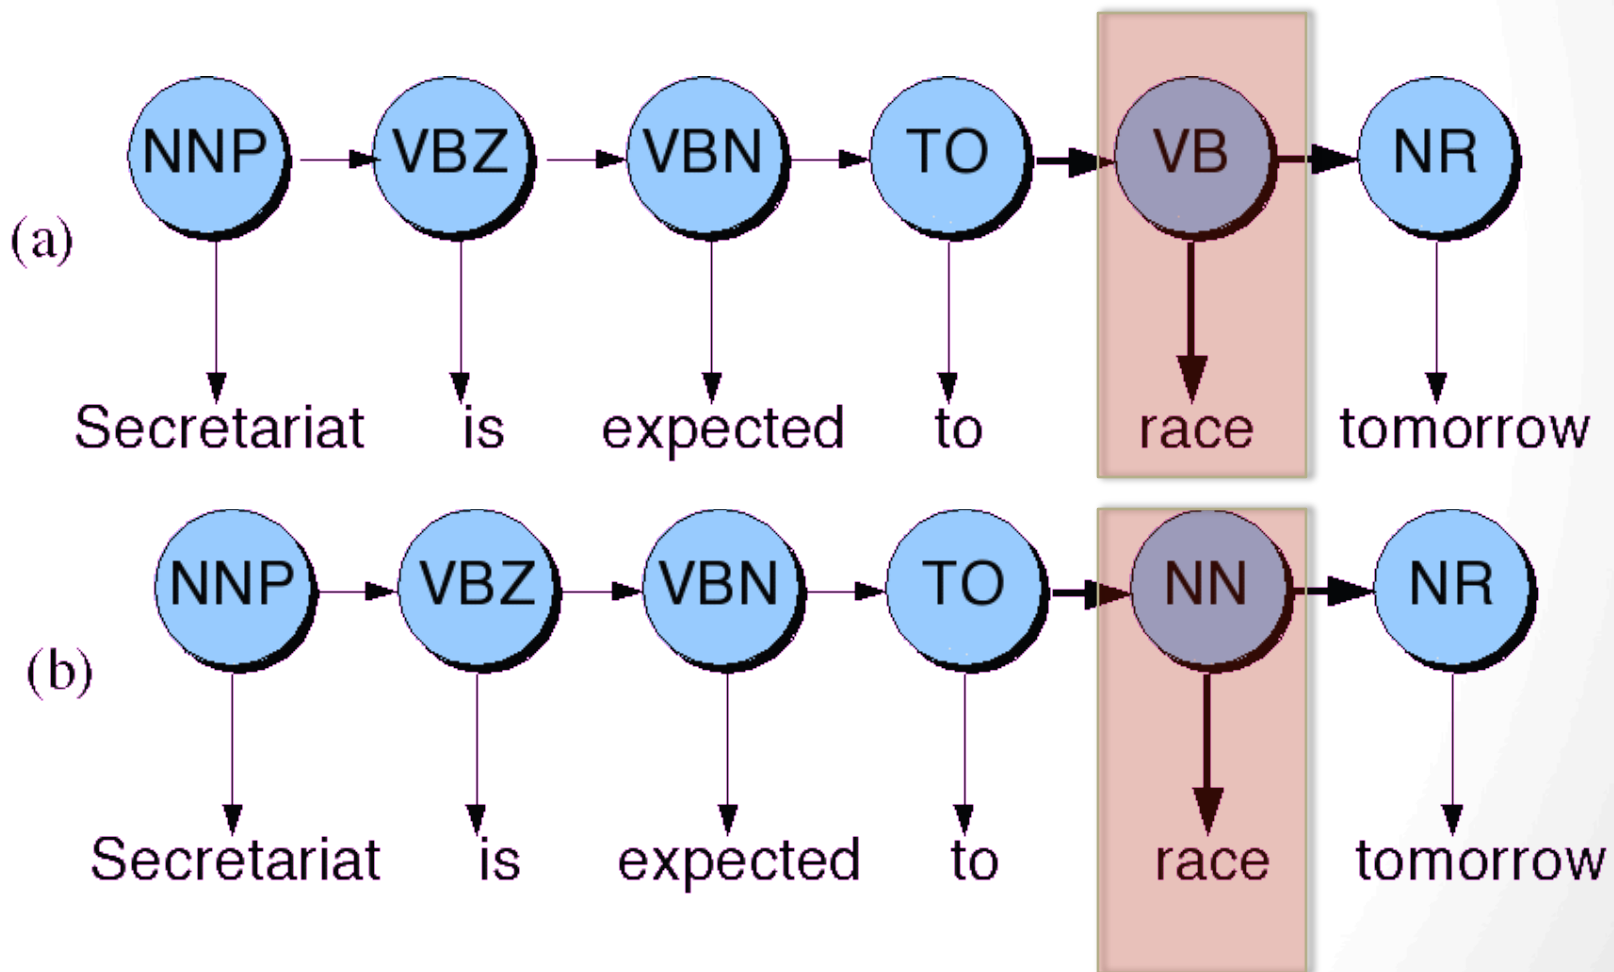 NNP VBZ VBN TO VB NR
(a)
Secretariat is expected to race tomorrow
NNP VBZ VBN TO NN NR
(b)
Secretariat is expected to race tomorrow